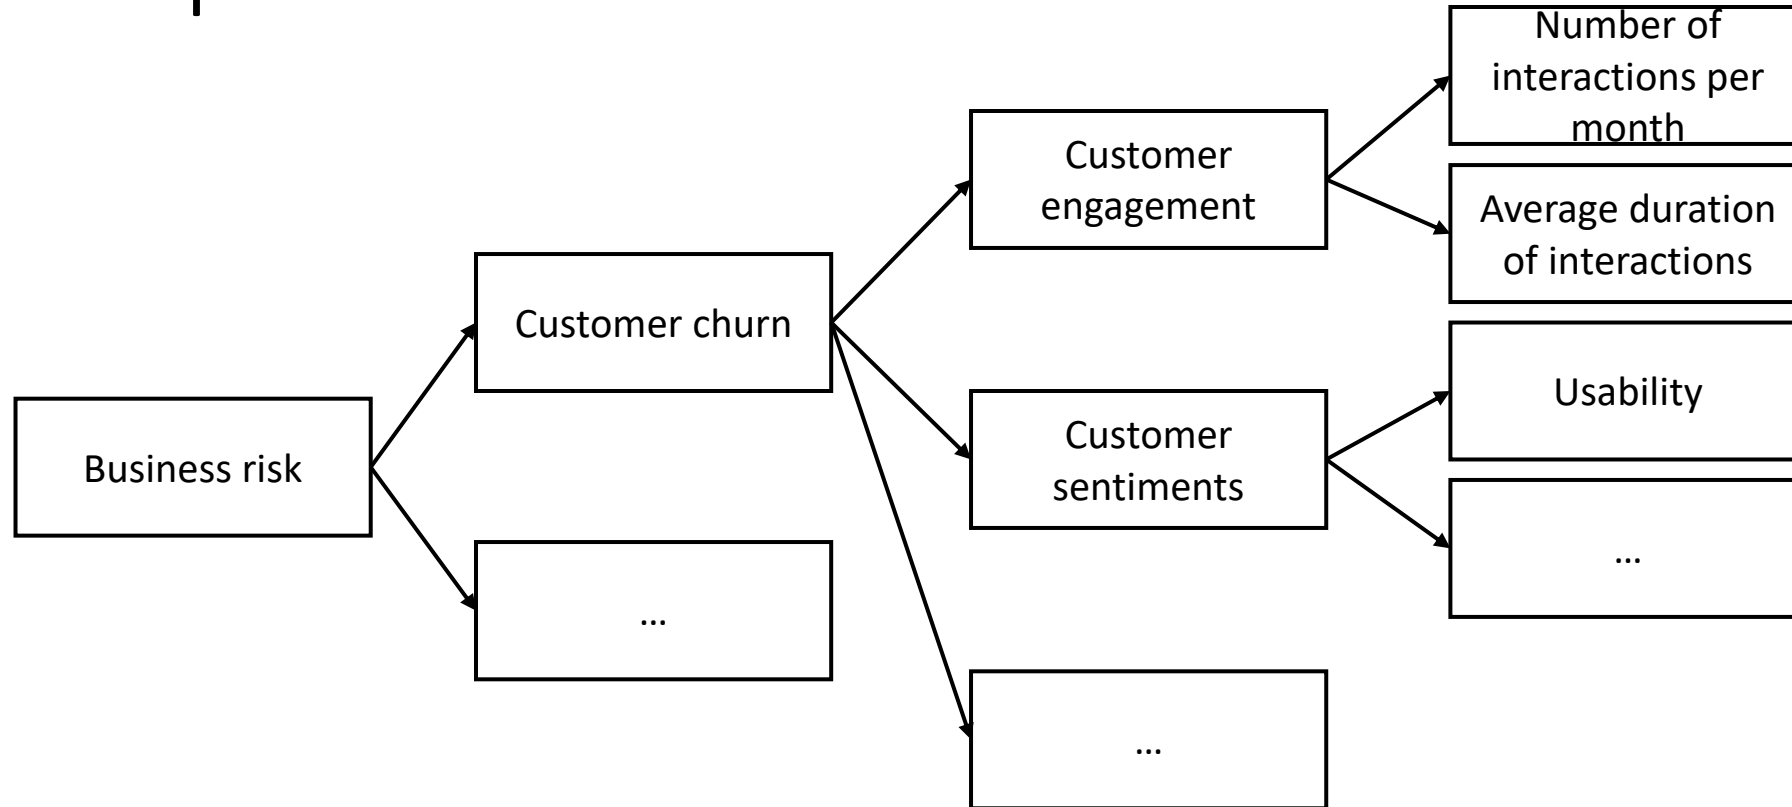 Number of
interactions per
month
Customer
engagement
Average duration
of interactions
Customer churn
Usability
Customer
sentiments
Business risk
...
...
...